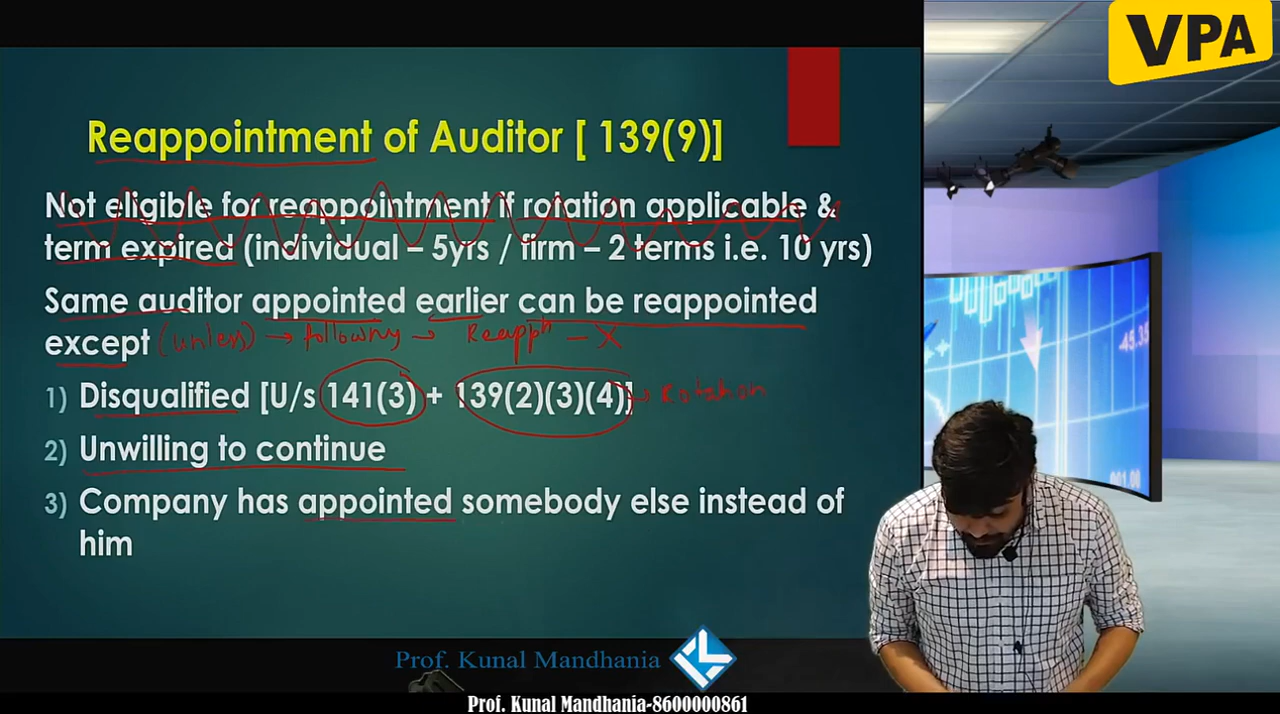 VPA
Reappointment of Auditor [ 139(9)]
Not eligible for reappointment if rotation applicable &
term expired (individual – 5yrs / firm – 2 terms i.e. 10 yrs)
Same auditor appointed earlier can be reappointed
except (unless) → following → Reappt – X
1) Disqualified [U/s 141(3) + 139(2)(3)(4)] → Rotation
2) Unwilling to continue
3) Company has appointed somebody else instead of
him
-45.35
Prof. Kunal Mandhania
Prof. Kunal Mandhania-8600000861